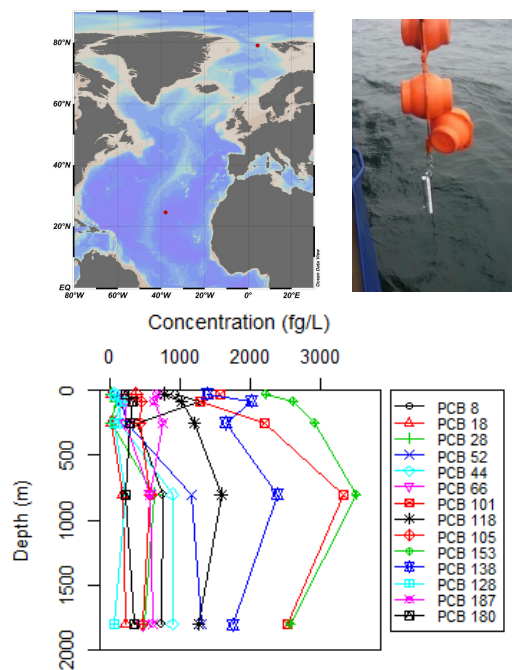 80°N
60°N
40°N
20°N
EQ
80°W 60°W 40°W 20°W 0° 20°E
Ocean Data View
Concentration (fg/L)
0 1000 2000 3000
Depth (m)
0
500
1000
1500
2000
PCB 8
PCB 18
PCB 28
PCB 52
PCB 44
PCB 66
PCB 101
PCB 118
PCB 105
PCB 153
PCB 138
PCB 128
PCB 187
PCB 180